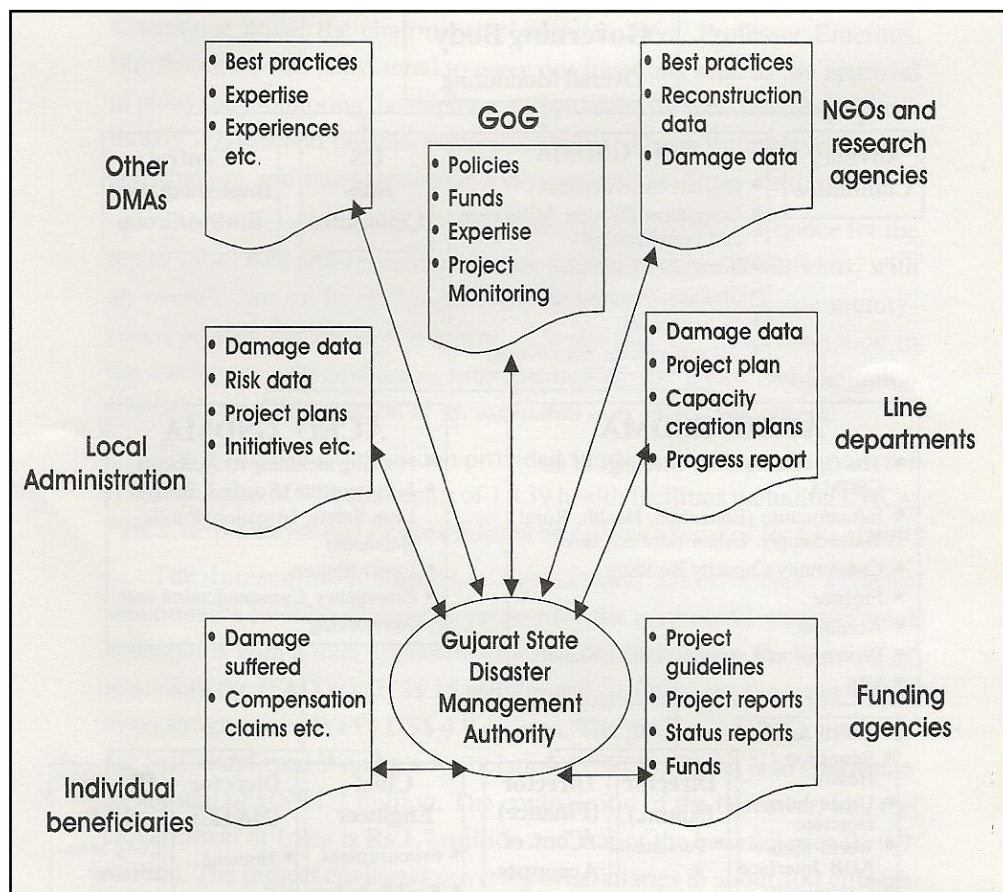 • Best practices
• Expertise
• Experiences
etc.
Other
DMAs
GoG
• Policies
• Funds
• Expertise
• Project
Monitoring
• Best practices
• Reconstruction
data
• Damage data
NGOs and
research
agencies
• Damage data
• Risk data
• Project plans
• Initiatives etc.
Local
Administration
• Damage data
• Project plan
• Capacity
creation plans
• Progress report
Line
departments
• Damage
suffered
• Compensation
claims etc.
Individual
beneficiaries
Gujarat State
Disaster
Management
Authority
• Project
guidelines
• Project reports
• Status reports
• Funds
Funding
agencies